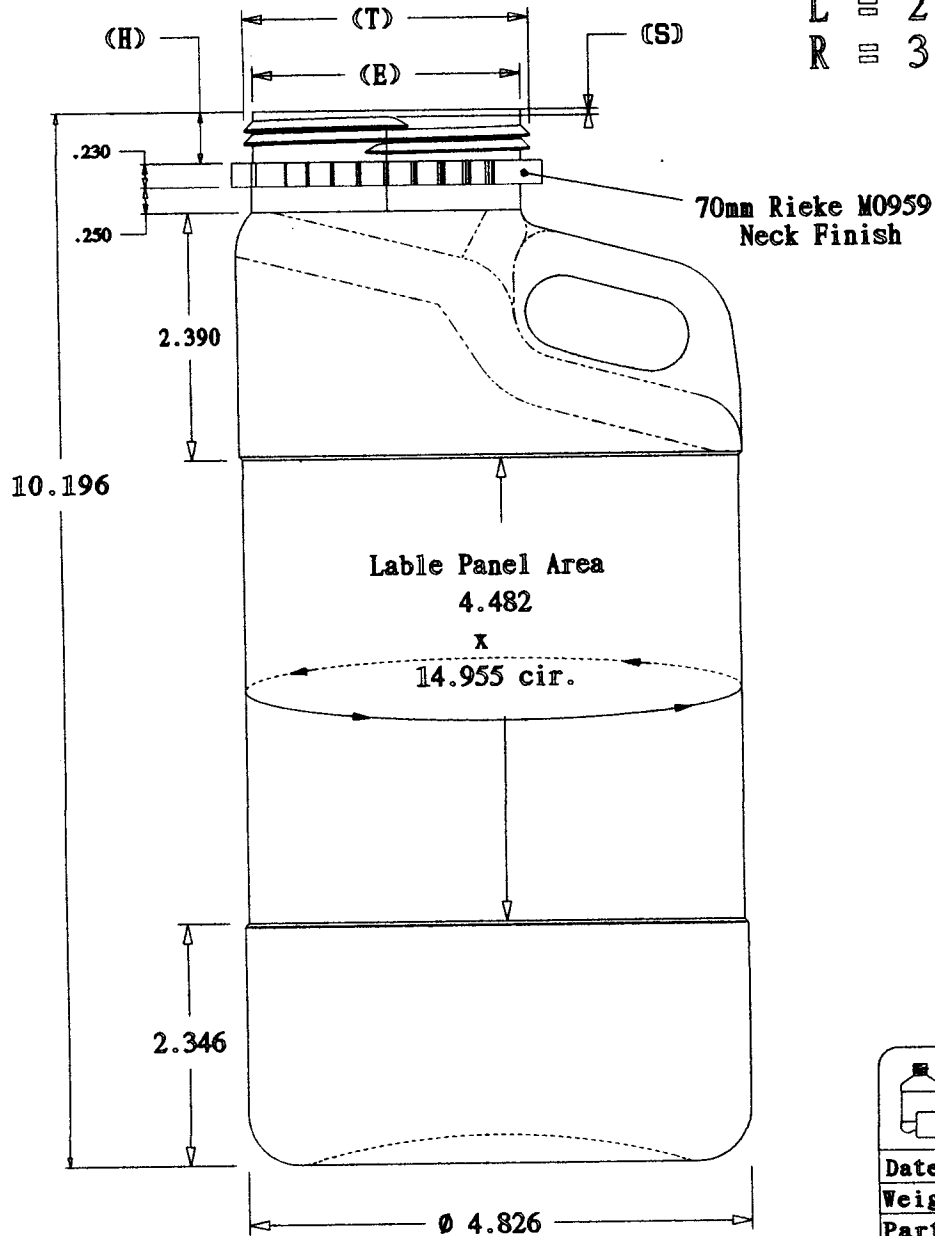 L = 2
R = 3
(T)
(H)
(S)
(E)
.230
.250
70mm Rieke M0959
Neck Finish
2.390
10.196
Lable Panel Area
4.482
x
14.955 cir.
2.346
Ø 4.826
Date
Weig
Part